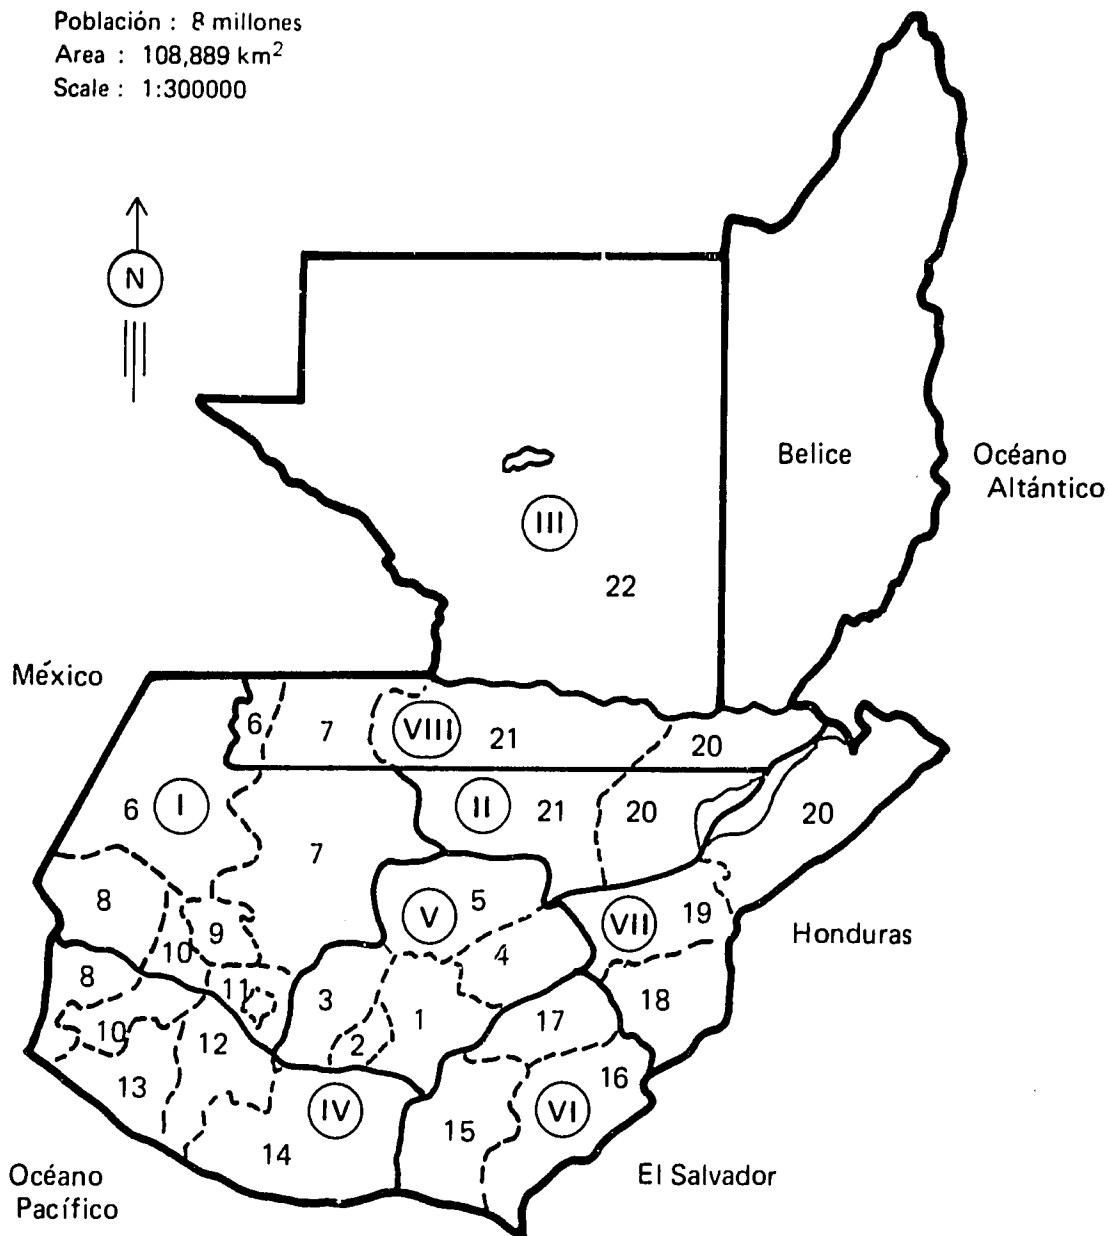 Población : 8 millones
Area : 108,889 km²
Scale : 1:300000
N
Belice
Océano
Altántico
III
22
México
6
7
VIII
21
20
6
I
II
21
20
20
7
8
9
5
V
VII
19
10
4
Honduras
8
11
3
18
10
12
2
1
17
13
16
IV
VI
15
14
El Salvador
Océano
Pacífico